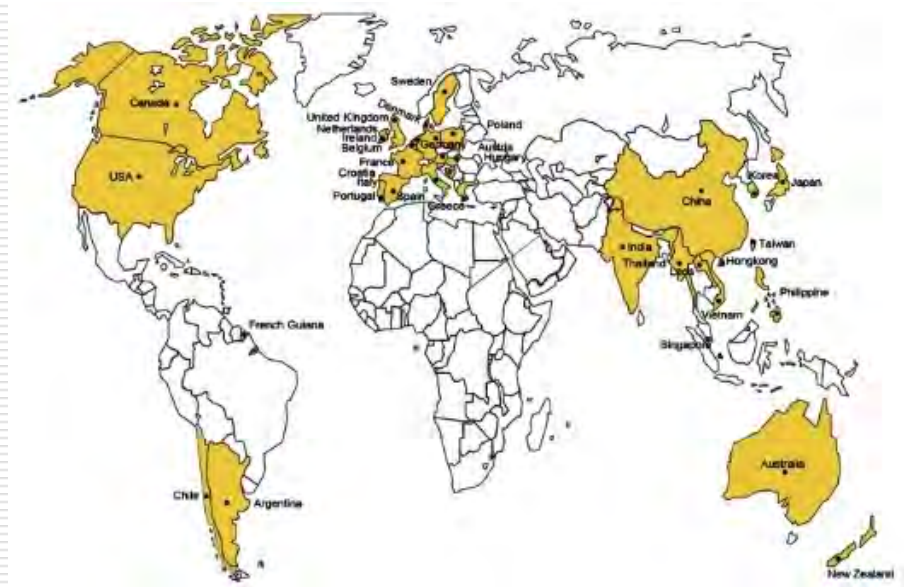 Sweden
Denmark
United Kingdom
Netherlands
Ireland
Belgium
Germany
Poland
Austria
Hungary
France
Croatia
Italy
Portugal
Spain
Greece
Canada
USA
Korea
Japan
China
India
Taiwan
Thailand
Laos
Hongkong
Philippine
Vietnam
Singapore
French Guiana
Chile
Argentina
Australia
New Zealand